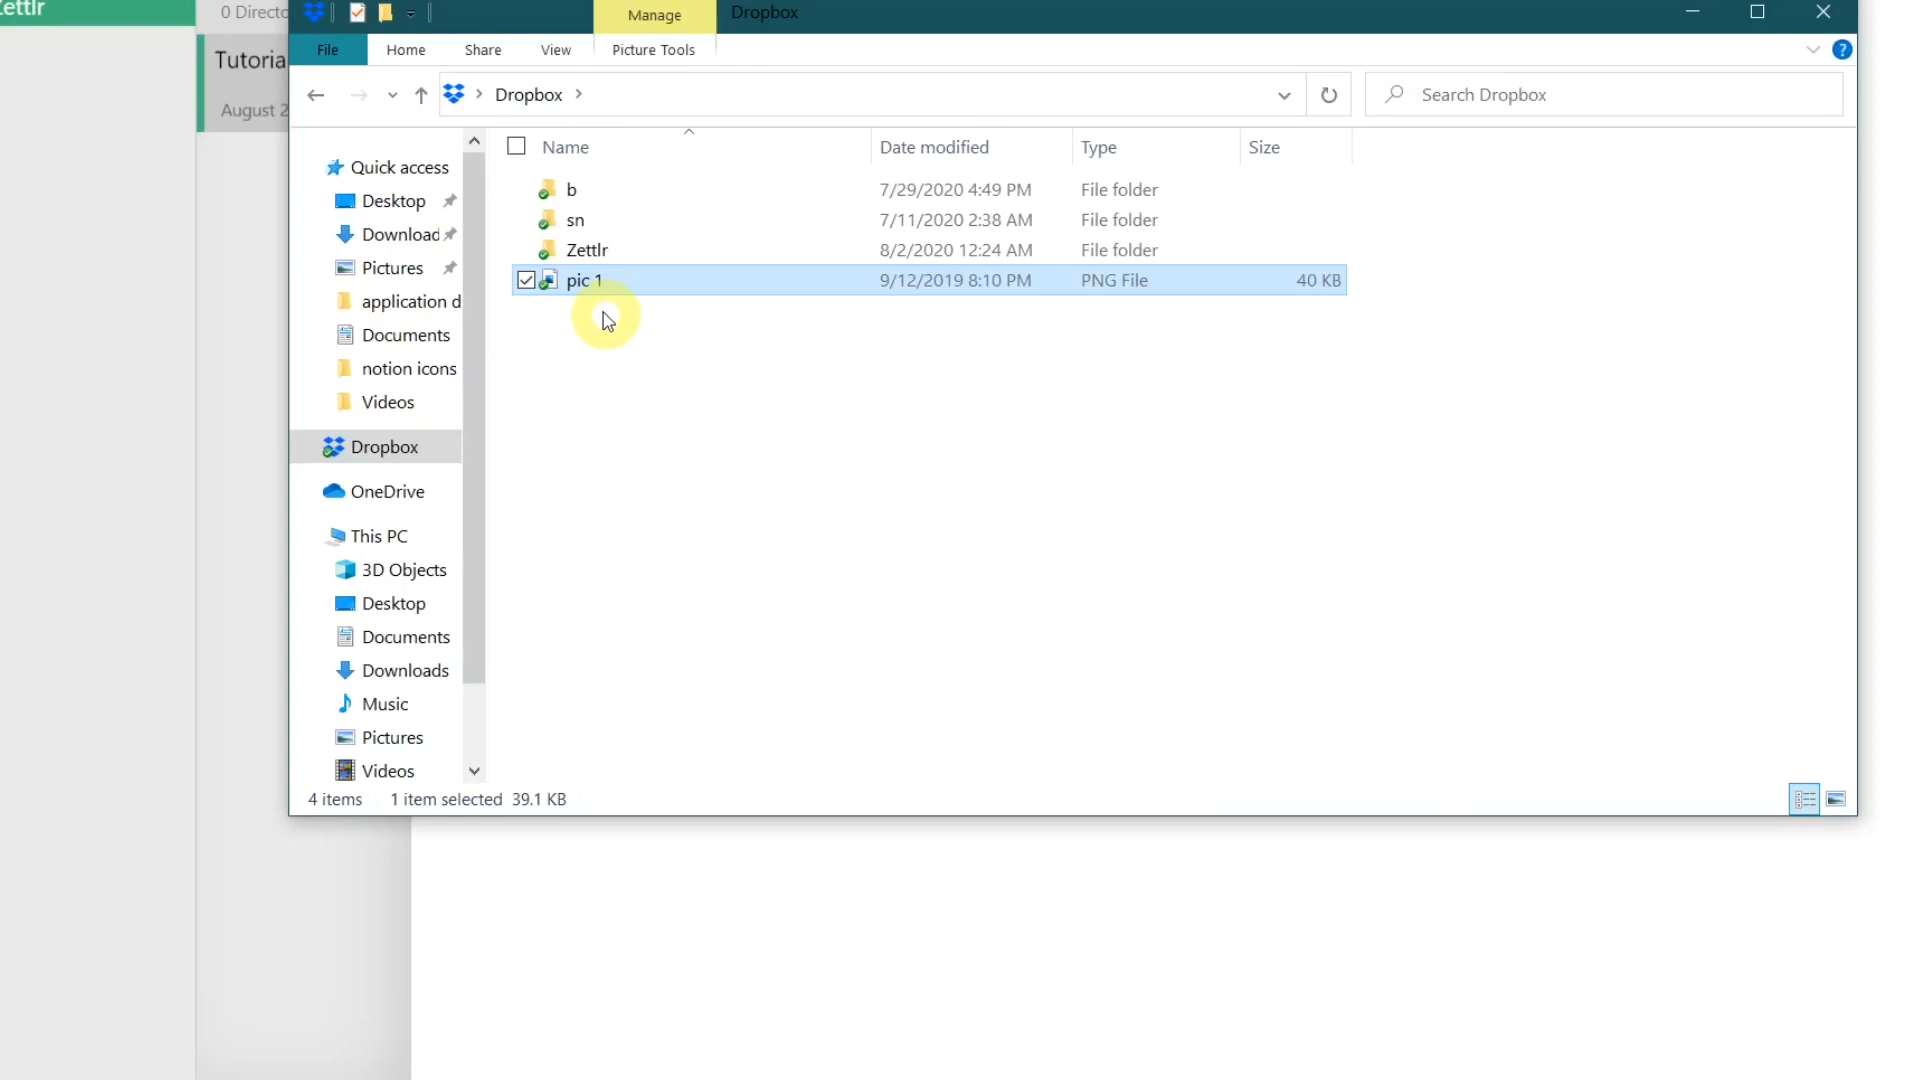 Zettlr
0 Directo
Tutoria
August 2
Manage
Dropbox
File
Home
Share
View
Picture Tools
?
Dropbox
Search Dropbox
Name
Date modified
Type
Size
b 7/29/2020 4:49 PM File folder
sn 7/11/2020 2:38 AM File folder
Zettlr 8/2/2020 12:24 AM File folder
pic 1 9/12/2019 8:10 PM PNG File 40 KB
Quick access
Desktop
Download
Pictures
application d
Documents
notion icons
Videos
Dropbox
OneDrive
This PC
3D Objects
Desktop
Documents
Downloads
Music
Pictures
Videos
4 items 1 item selected 39.1 KB